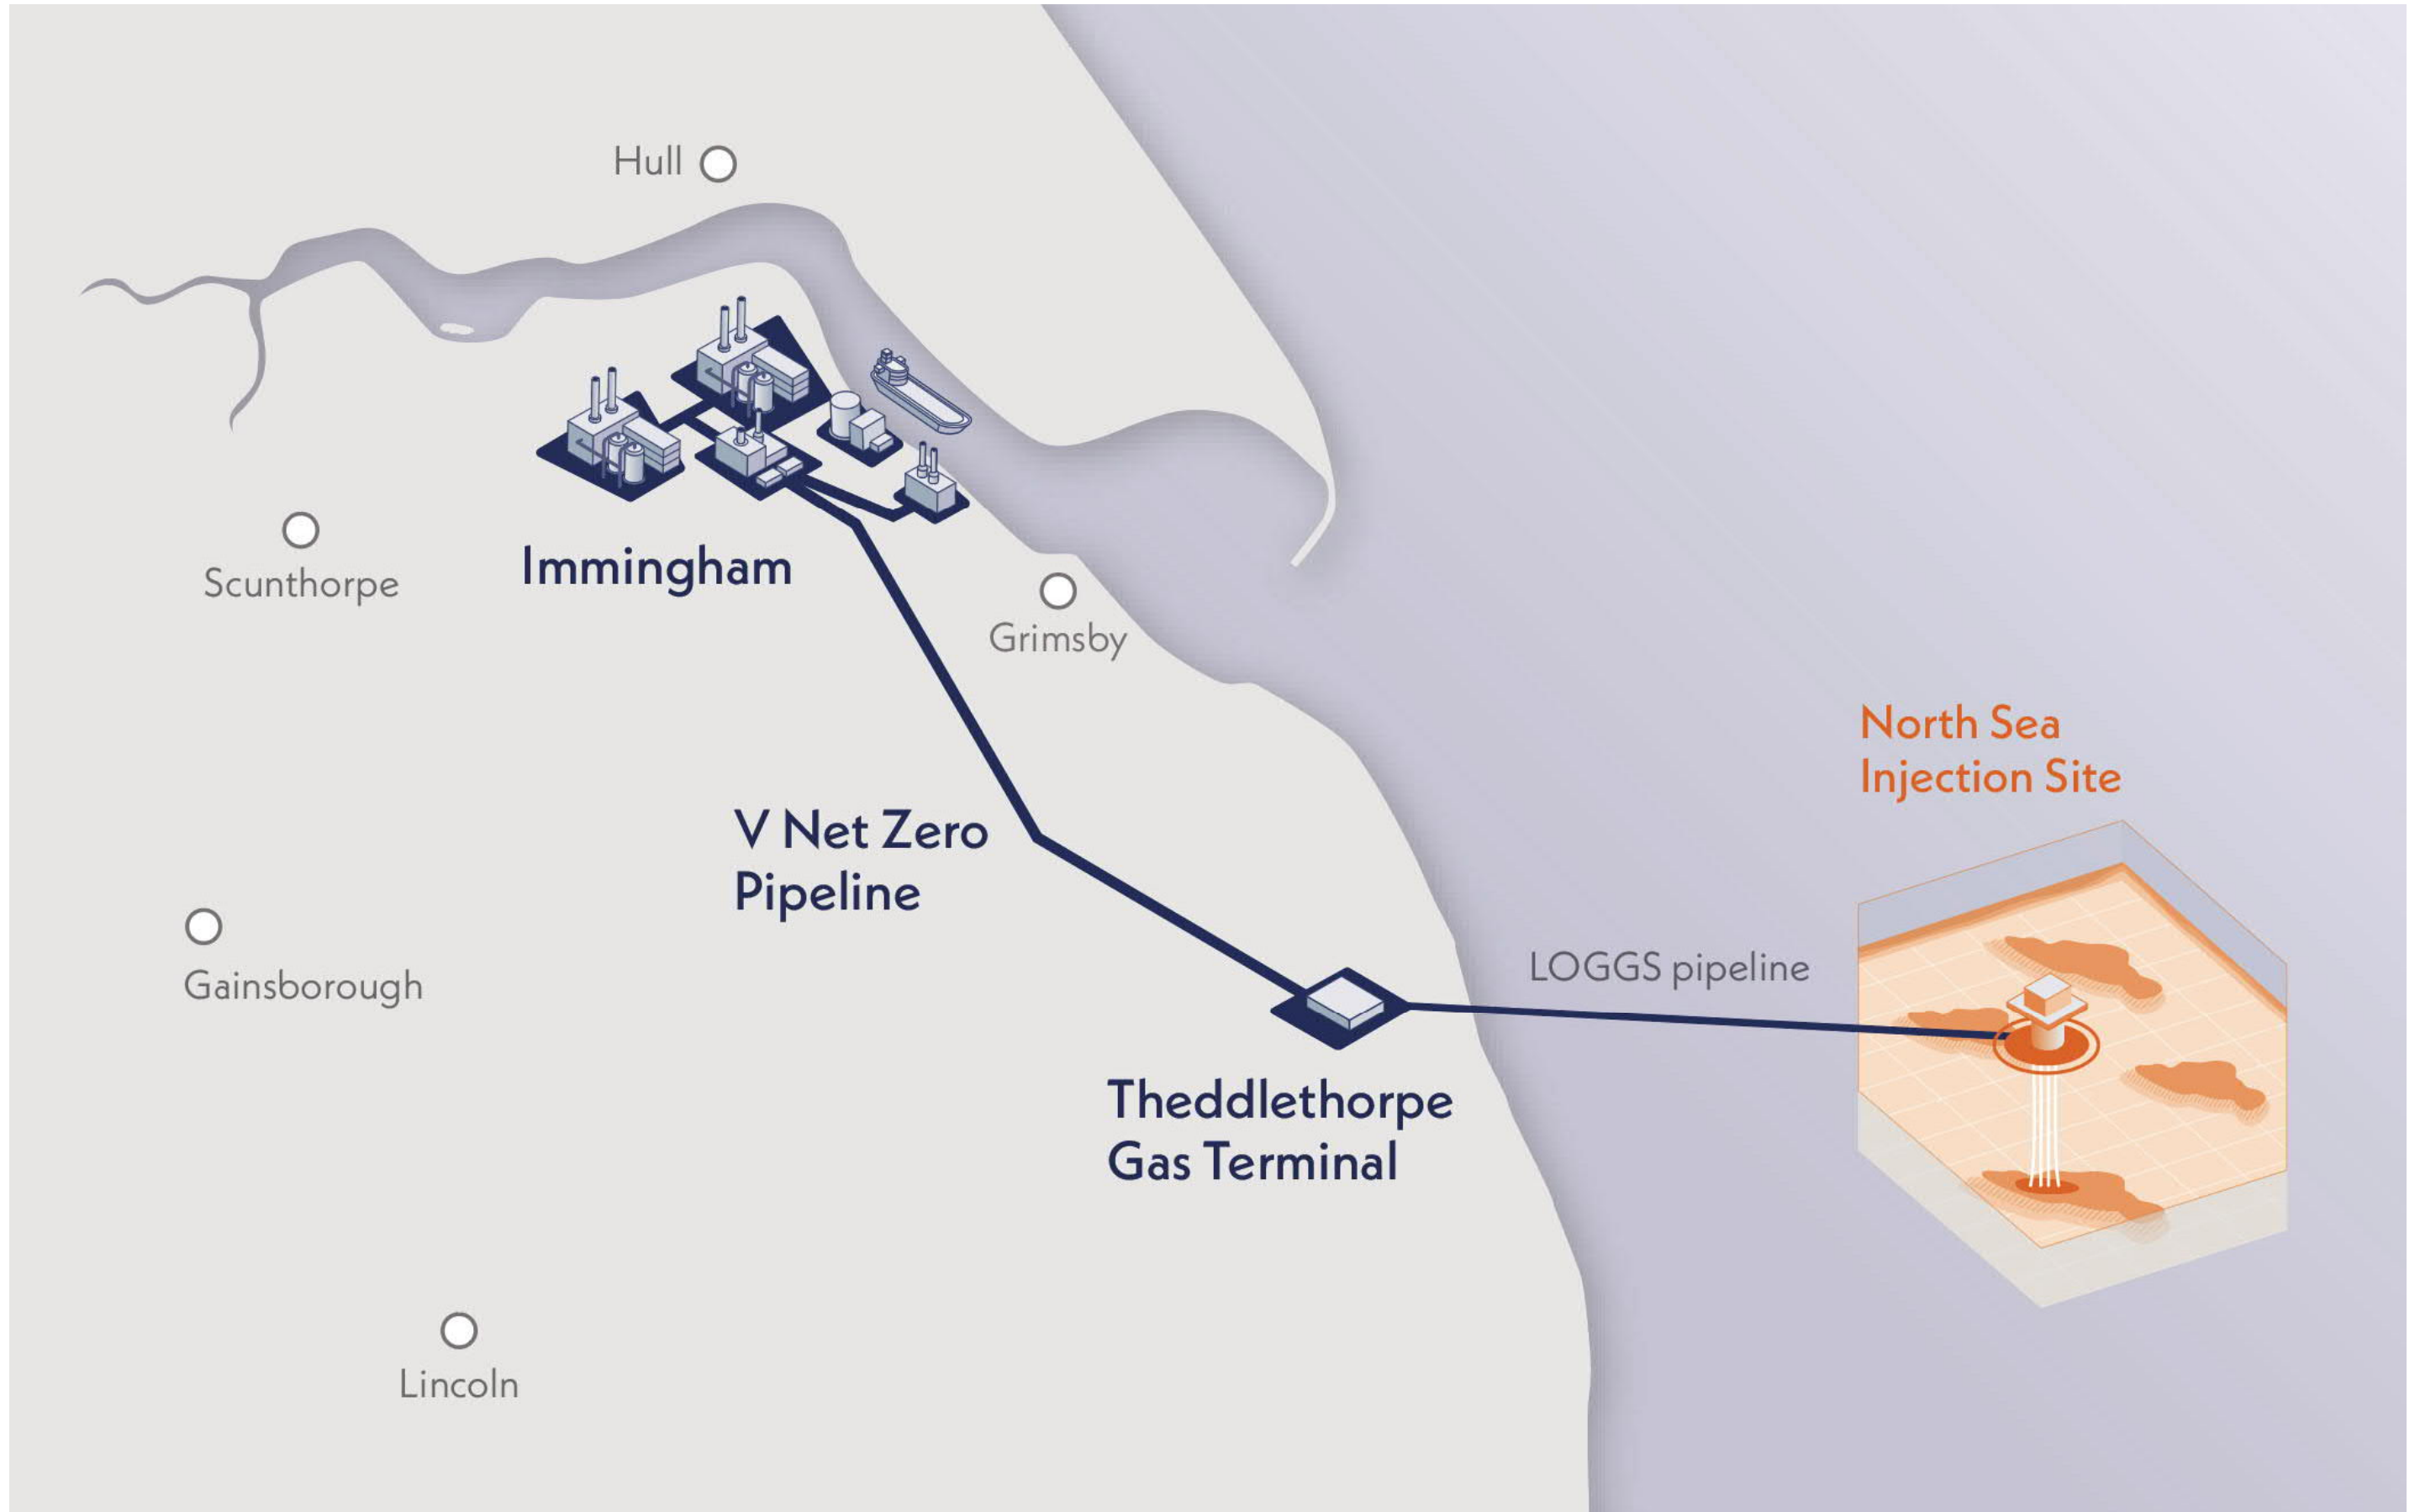 Hull
Scunthorpe
Immingham
Grimsby
North Sea
Injection Site
V Net Zero
Pipeline
Gainsborough
LOGGS pipeline
Theddlethorpe
Gas Terminal
Lincoln